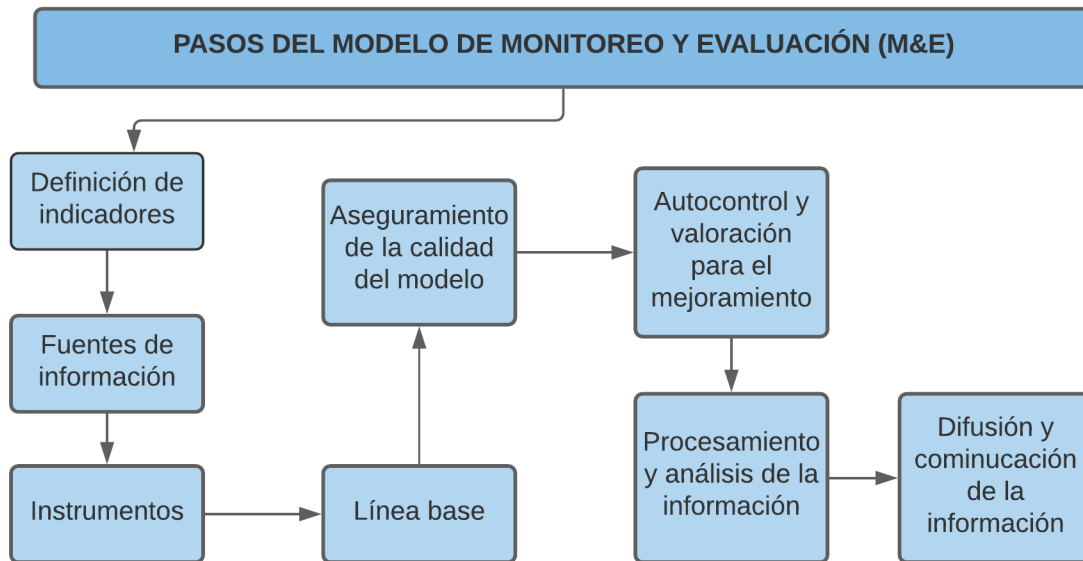 PASOS DEL MODELO DE MONITOREO Y EVALUACIÓN (M&E)
Definición de
indicadores
Fuentes de
información
Instrumentos
Línea base
Aseguramiento
de la calidad
del modelo
Autocontrol y
valoración
para el
mejoramiento
Procesamiento
y análisis de la
información
Difusión y
cominucación
de la
información